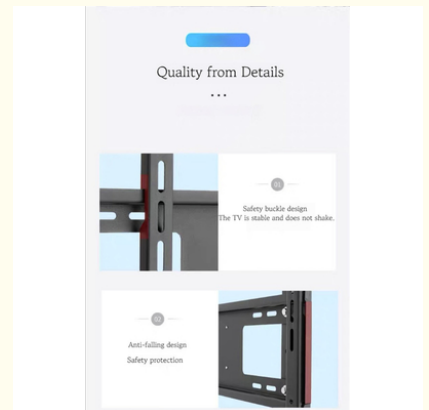 Quality from Details
...
01
Safety buckle design
The TV is stable and does not shake.
Anti-falling design
Safety protection